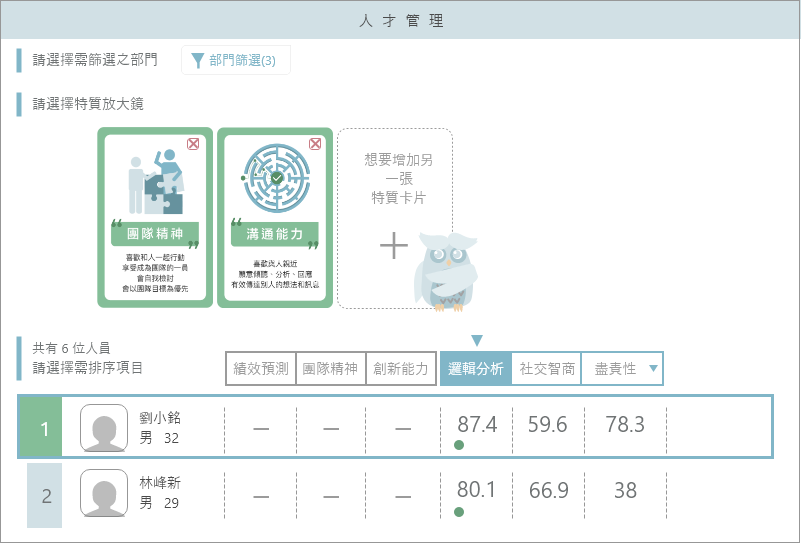 人才管理
請選擇需篩選之部門
部門篩選(3)
請選擇特質放大鏡
團隊精神
喜歡和人一起行動
享受成為團隊的一員
會自我檢討
會以團隊目標為優先
溝通能力
喜歡與人親近
願意傾聽、分析、回應
有效傳達別人的想法和訊息
想要增加另
一張
特質卡片
共有 6 位人員
請選擇需排序項目
績效預測 團隊精神 創新能力 邏輯分析 社交智商 盡責性
1 劉小銘 — — — 87.4 59.6 78.3
男 32
2 林峰新 — — — 80.1 66.9 38
男 29